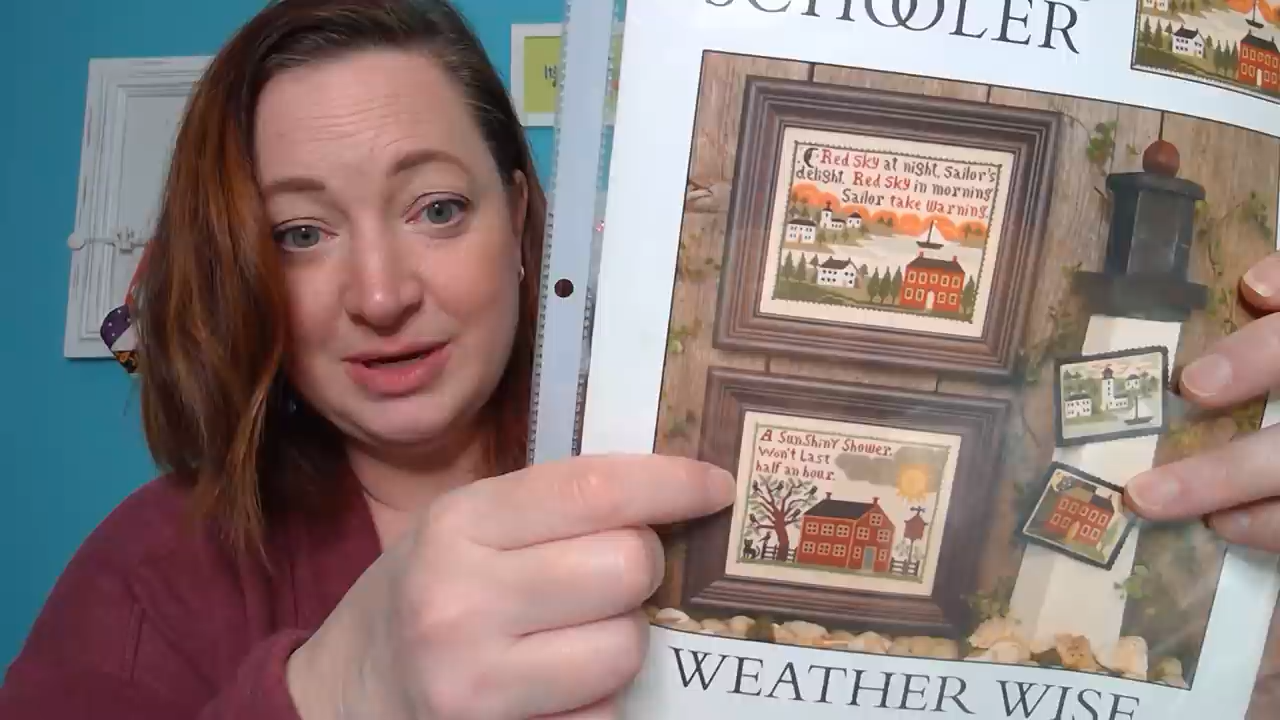 SCHOOLER
Red Sky at night, Sailor's
delight, Red Sky in morning
Sailor take warning.
A SunShiny Shower,
Won't Last
half an hour.
WEATHER WISE